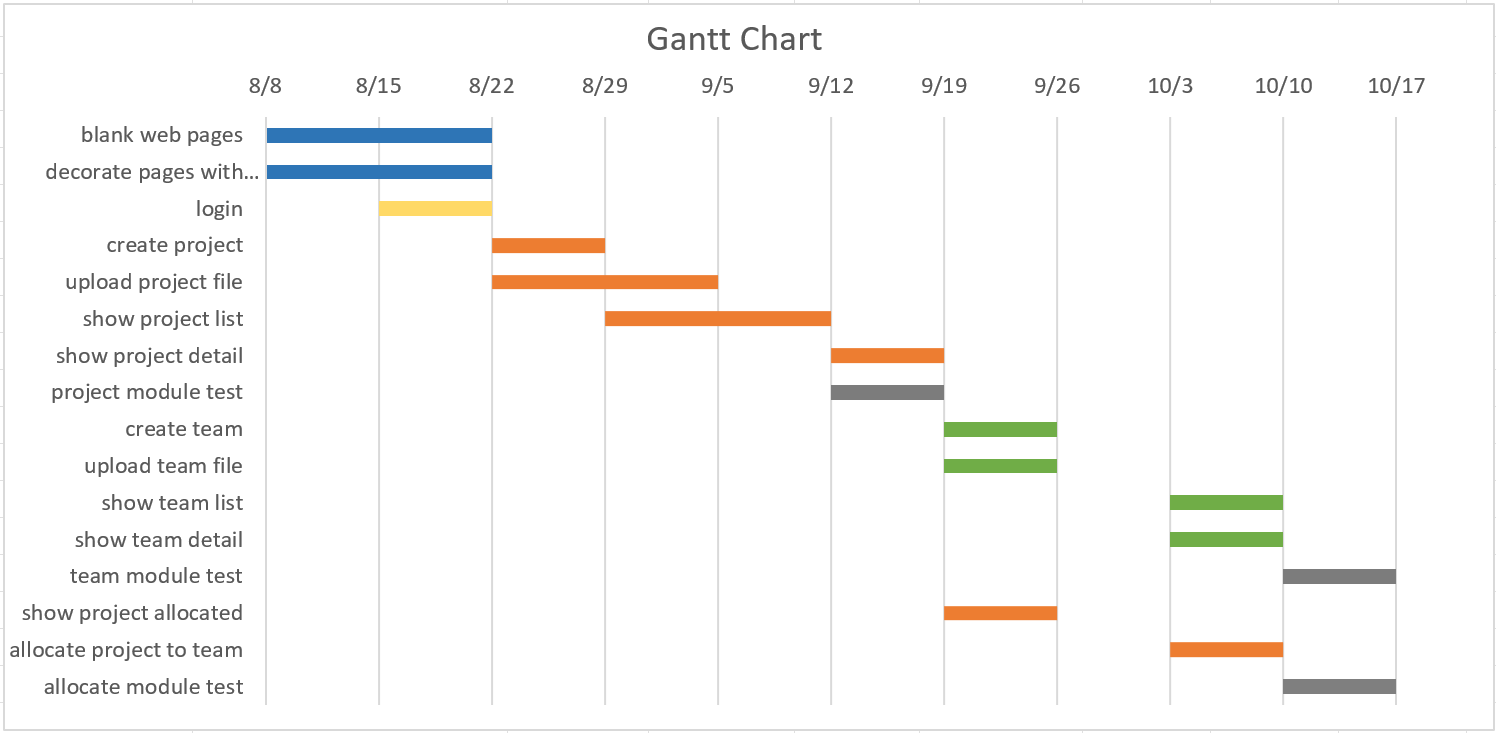 Gantt Chart
8/8 8/15 8/22 8/29 9/5 9/12 9/19 9/26 10/3 10/10 10/17
blank web pages
decorate pages with...
login
create project
upload project file
show project list
show project detail
project module test
create team
upload team file
show team list
show team detail
team module test
show project allocated
allocate project to team
allocate module test